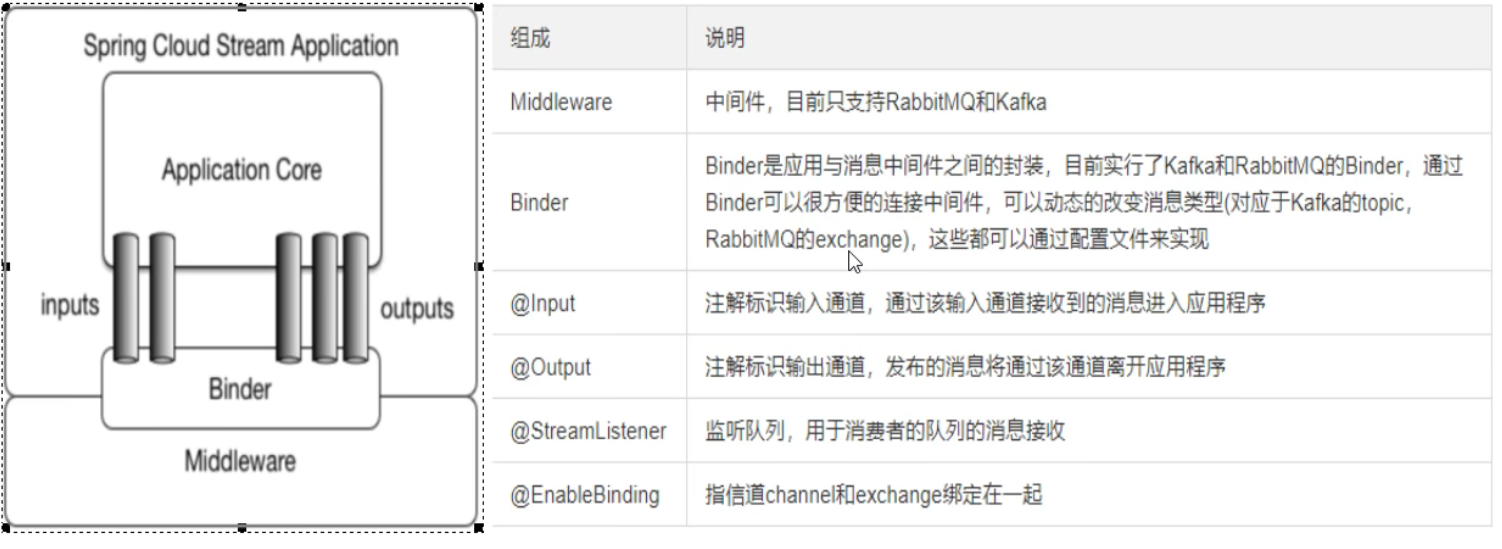 Spring Cloud Stream Application
Application Core
inputs
outputs
Binder
Middleware
组成 说明
Middleware 中间件，目前只支持RabbitMQ和Kafka
Binder Binder是应用与消息中间件之间的封装，目前实行了Kafka和RabbitMQ的Binder，通过
Binder可以很方便的连接中间件，可以动态的改变消息类型(对应于Kafka的topic，
RabbitMQ的exchange)，这些都可以通过配置文件来实现
@Input 注解标识输入通道，通过该输入通道接收到的消息进入应用程序
@Output 注解标识输出通道，发布的消息将通过该通道离开应用程序
@StreamListener 监听队列，用于消费者的队列的消息接收
@EnableBinding 指信道channel和exchange绑定在一起